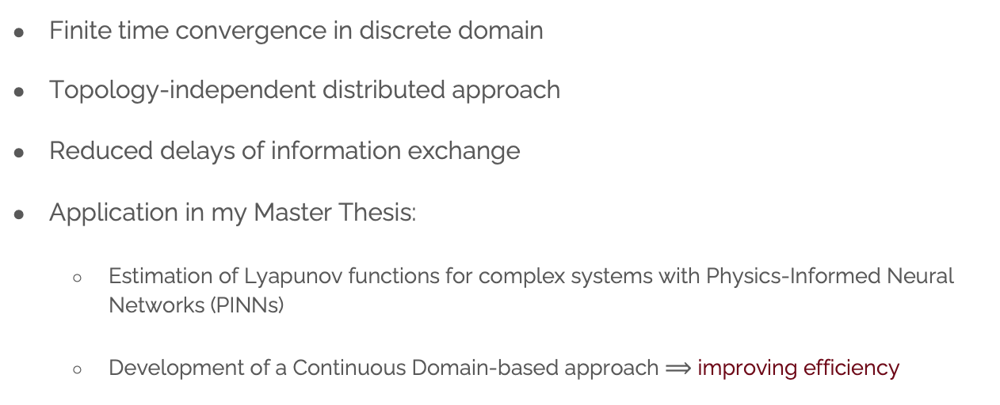 ● Finite time convergence in discrete domain
● Topology-independent distributed approach
● Reduced delays of information exchange
● Application in my Master Thesis:
○ Estimation of Lyapunov functions for complex systems with Physics-Informed Neural
Networks (PINNs)
○ Development of a Continuous Domain-based approach ⟹ improving efficiency